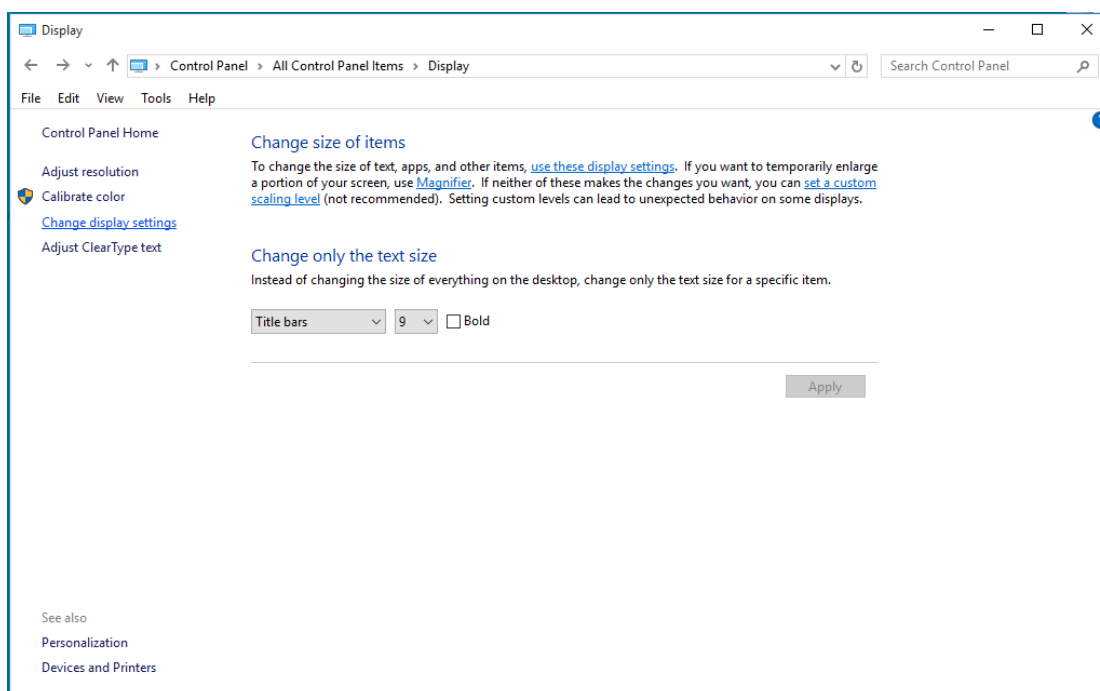 Display
Control Panel > All Control Panel Items > Display
Search Control Panel
File Edit View Tools Help
Control Panel Home
Adjust resolution
Calibrate color
Change display settings
Adjust ClearType text
Change size of items
To change the size of text, apps, and other items, use these display settings. If you want to temporarily enlarge
a portion of your screen, use Magnifier. If neither of these makes the changes you want, you can set a custom
scaling level (not recommended). Setting custom levels can lead to unexpected behavior on some displays.
Change only the text size
Instead of changing the size of everything on the desktop, change only the text size for a specific item.
Title bars 9 Bold
Apply
See also
Personalization
Devices and Printers